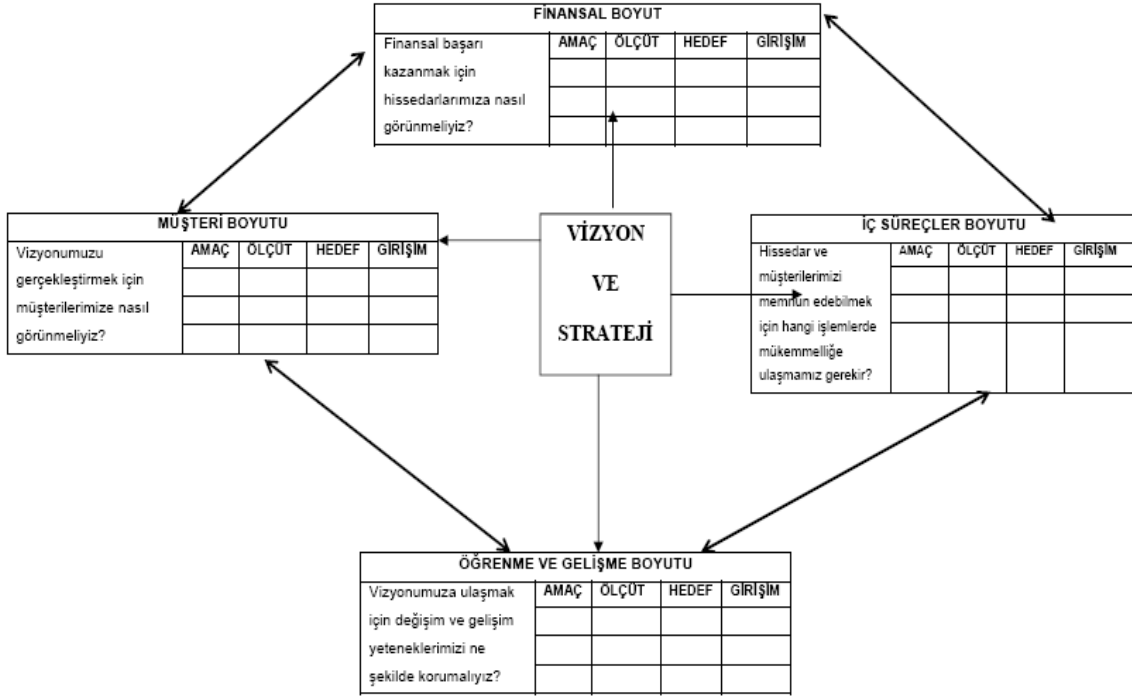 FİNANSAL BOYUT
Finansal başarı
kazanmak için
hissedarlarımıza nasıl
görünmeliyiz?
AMAÇ ÖLÇÜT HEDEF GİRİŞİM
MÜŞTERİ BOYUTU
Vizyonumuzu
gerçekleştirmek için
müşterilerimize nasıl
görünmeliyiz?
AMAÇ ÖLÇÜT HEDEF GİRİŞİM
VİZYON
VE
STRATEJİ
İÇ SÜREÇLER BOYUTU
Hissedar ve
müşterilerimizi
memnun edebilmek
için hangi işlemlerde
mükemmelliğe
ulaşmamız gerekir?
AMAÇ ÖLÇÜT HEDEF GİRİŞİM
ÖĞRENME VE GELİŞME BOYUTU
Vizyonumuza ulaşmak
için değişim ve gelişim
yeteneklerimizi ne
şekilde korumalıyız?
AMAÇ ÖLÇÜT HEDEF GİRİŞİM